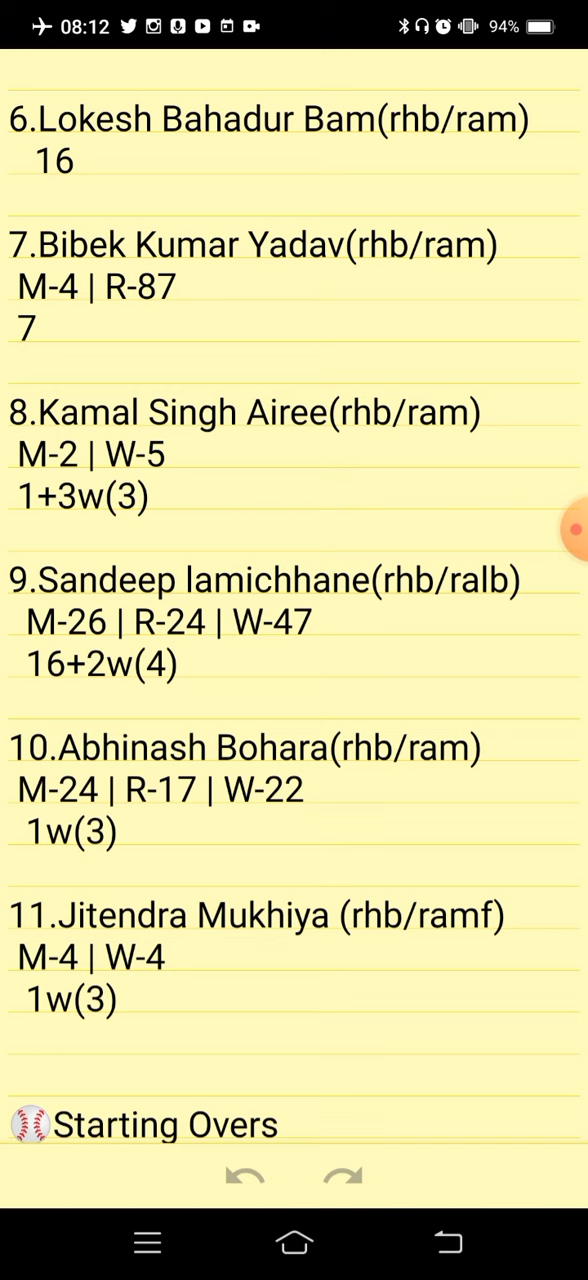 08:12
94%
6.Lokesh Bahadur Bam(rhb/ram)
16
7.Bibek Kumar Yadav(rhb/ram)
M-4 | R-87
7
8.Kamal Singh Airee(rhb/ram)
M-2 | W-5
1+3w(3)
9.Sandeep lamichhane(rhb/ralb)
M-26 | R-24 | W-47
16+2w(4)
10.Abhinash Bohara(rhb/ram)
M-24 | R-17 | W-22
1w(3)
11.Jitendra Mukhiya (rhb/ramf)
M-4 | W-4
1w(3)
⚾Starting Overs